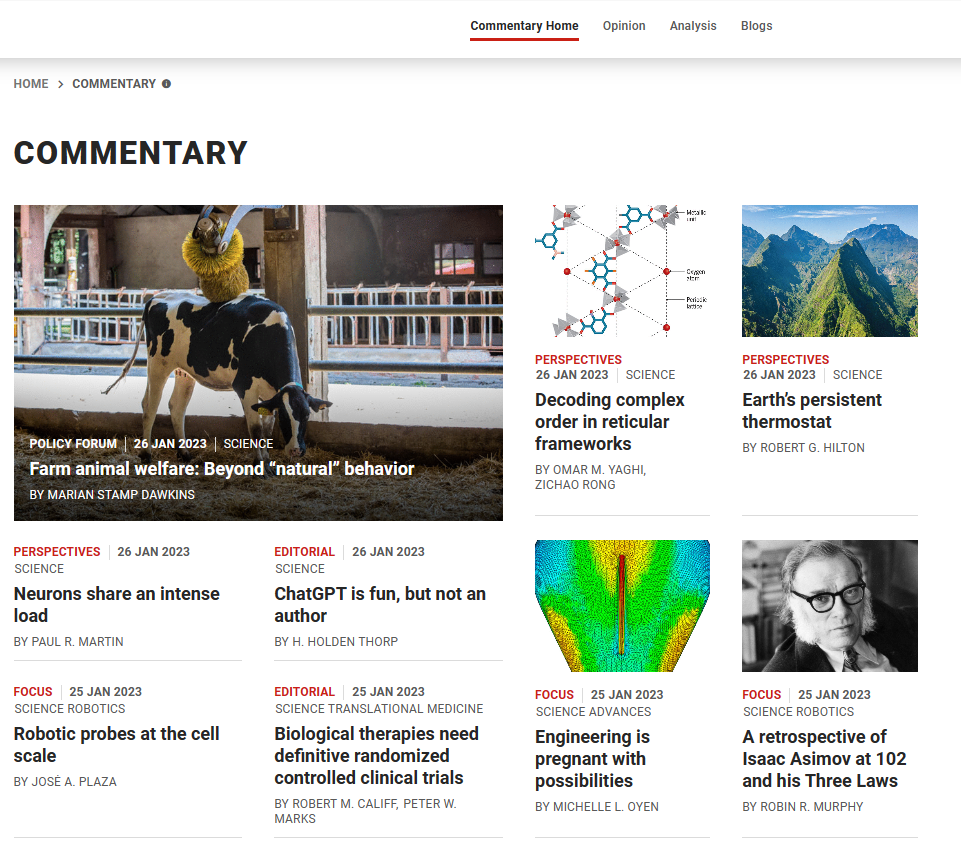 Commentary Home
Opinion
Analysis
Blogs
HOME
COMMENTARY
COMMENTARY
POLICY FORUM 26 JAN 2023 SCIENCE
Farm animal welfare: Beyond “natural” behavior
BY MARIAN STAMP DAWKINS
Metallic
unit
Oxygen
atom
Periodic
lattice
PERSPECTIVES
26 JAN 2023 SCIENCE
Decoding complex
order in reticular
frameworks
BY OMAR M. YAGHI,
ZICHAO RONG
PERSPECTIVES
26 JAN 2023 SCIENCE
Earth’s persistent
thermostat
BY ROBERT G. HILTON
PERSPECTIVES 26 JAN 2023
SCIENCE
Neurons share an intense
load
BY PAUL R. MARTIN
EDITORIAL 26 JAN 2023
SCIENCE
ChatGPT is fun, but not an
author
BY H. HOLDEN THORP
FOCUS 25 JAN 2023
SCIENCE ROBOTICS
Robotic probes at the cell
scale
BY JOSÉ A. PLAZA
EDITORIAL 25 JAN 2023
SCIENCE TRANSLATIONAL MEDICINE
Biological therapies need
definitive randomized
controlled clinical trials
BY ROBERT M. CALIFF, PETER W.
MARKS
FOCUS 25 JAN 2023
SCIENCE ADVANCES
Engineering is
pregnant with
possibilities
BY MICHELLE L. OYEN
FOCUS 25 JAN 2023
SCIENCE ROBOTICS
A retrospective of
Isaac Asimov at 102
and his Three Laws
BY ROBIN R. MURPHY